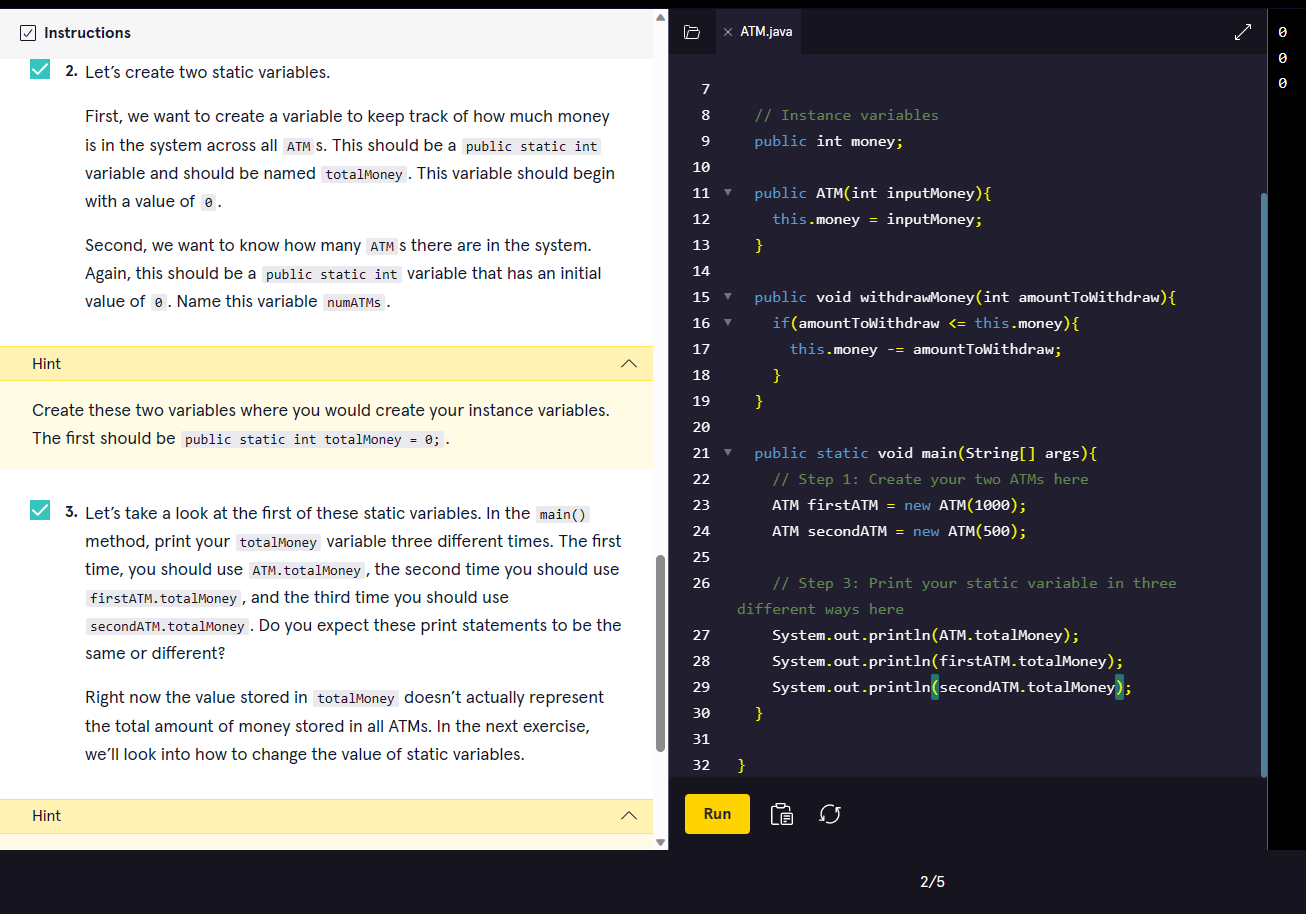 Instructions
2. Let’s create two static variables.
First, we want to create a variable to keep track of how much money
is in the system across all ATM s. This should be a public static int
variable and should be named totalMoney . This variable should begin
with a value of 0 .
Second, we want to know how many ATM s there are in the system.
Again, this should be a public static int variable that has an initial
value of 0 . Name this variable numATMs .
Hint
Create these two variables where you would create your instance variables.
The first should be public static int totalMoney = 0; .
3. Let’s take a look at the first of these static variables. In the main()
method, print your totalMoney variable three different times. The first
time, you should use ATM.totalMoney , the second time you should use
firstATM.totalMoney , and the third time you should use
secondATM.totalMoney . Do you expect these print statements to be the
same or different?
Right now the value stored in totalMoney doesn’t actually represent
the total amount of money stored in all ATMs. In the next exercise,
we’ll look into how to change the value of static variables.
Hint
ATM.java
7
8 // Instance variables
9 public int money;
10
11 public ATM(int inputMoney){
12 this.money = inputMoney;
13 }
14
15 public void withdrawMoney(int amountToWithdraw){
16 if(amountToWithdraw <= this.money){
17 this.money -= amountToWithdraw;
18 }
19 }
20
21 public static void main(String[] args){
22 // Step 1: Create your two ATMs here
23 ATM firstATM = new ATM(1000);
24 ATM secondATM = new ATM(500);
25
26 // Step 3: Print your static variable in three
different ways here
27 System.out.println(ATM.totalMoney);
28 System.out.println(firstATM.totalMoney);
29 System.out.println(secondATM.totalMoney);
30 }
31
32 }
Run
0
0
0
2/5